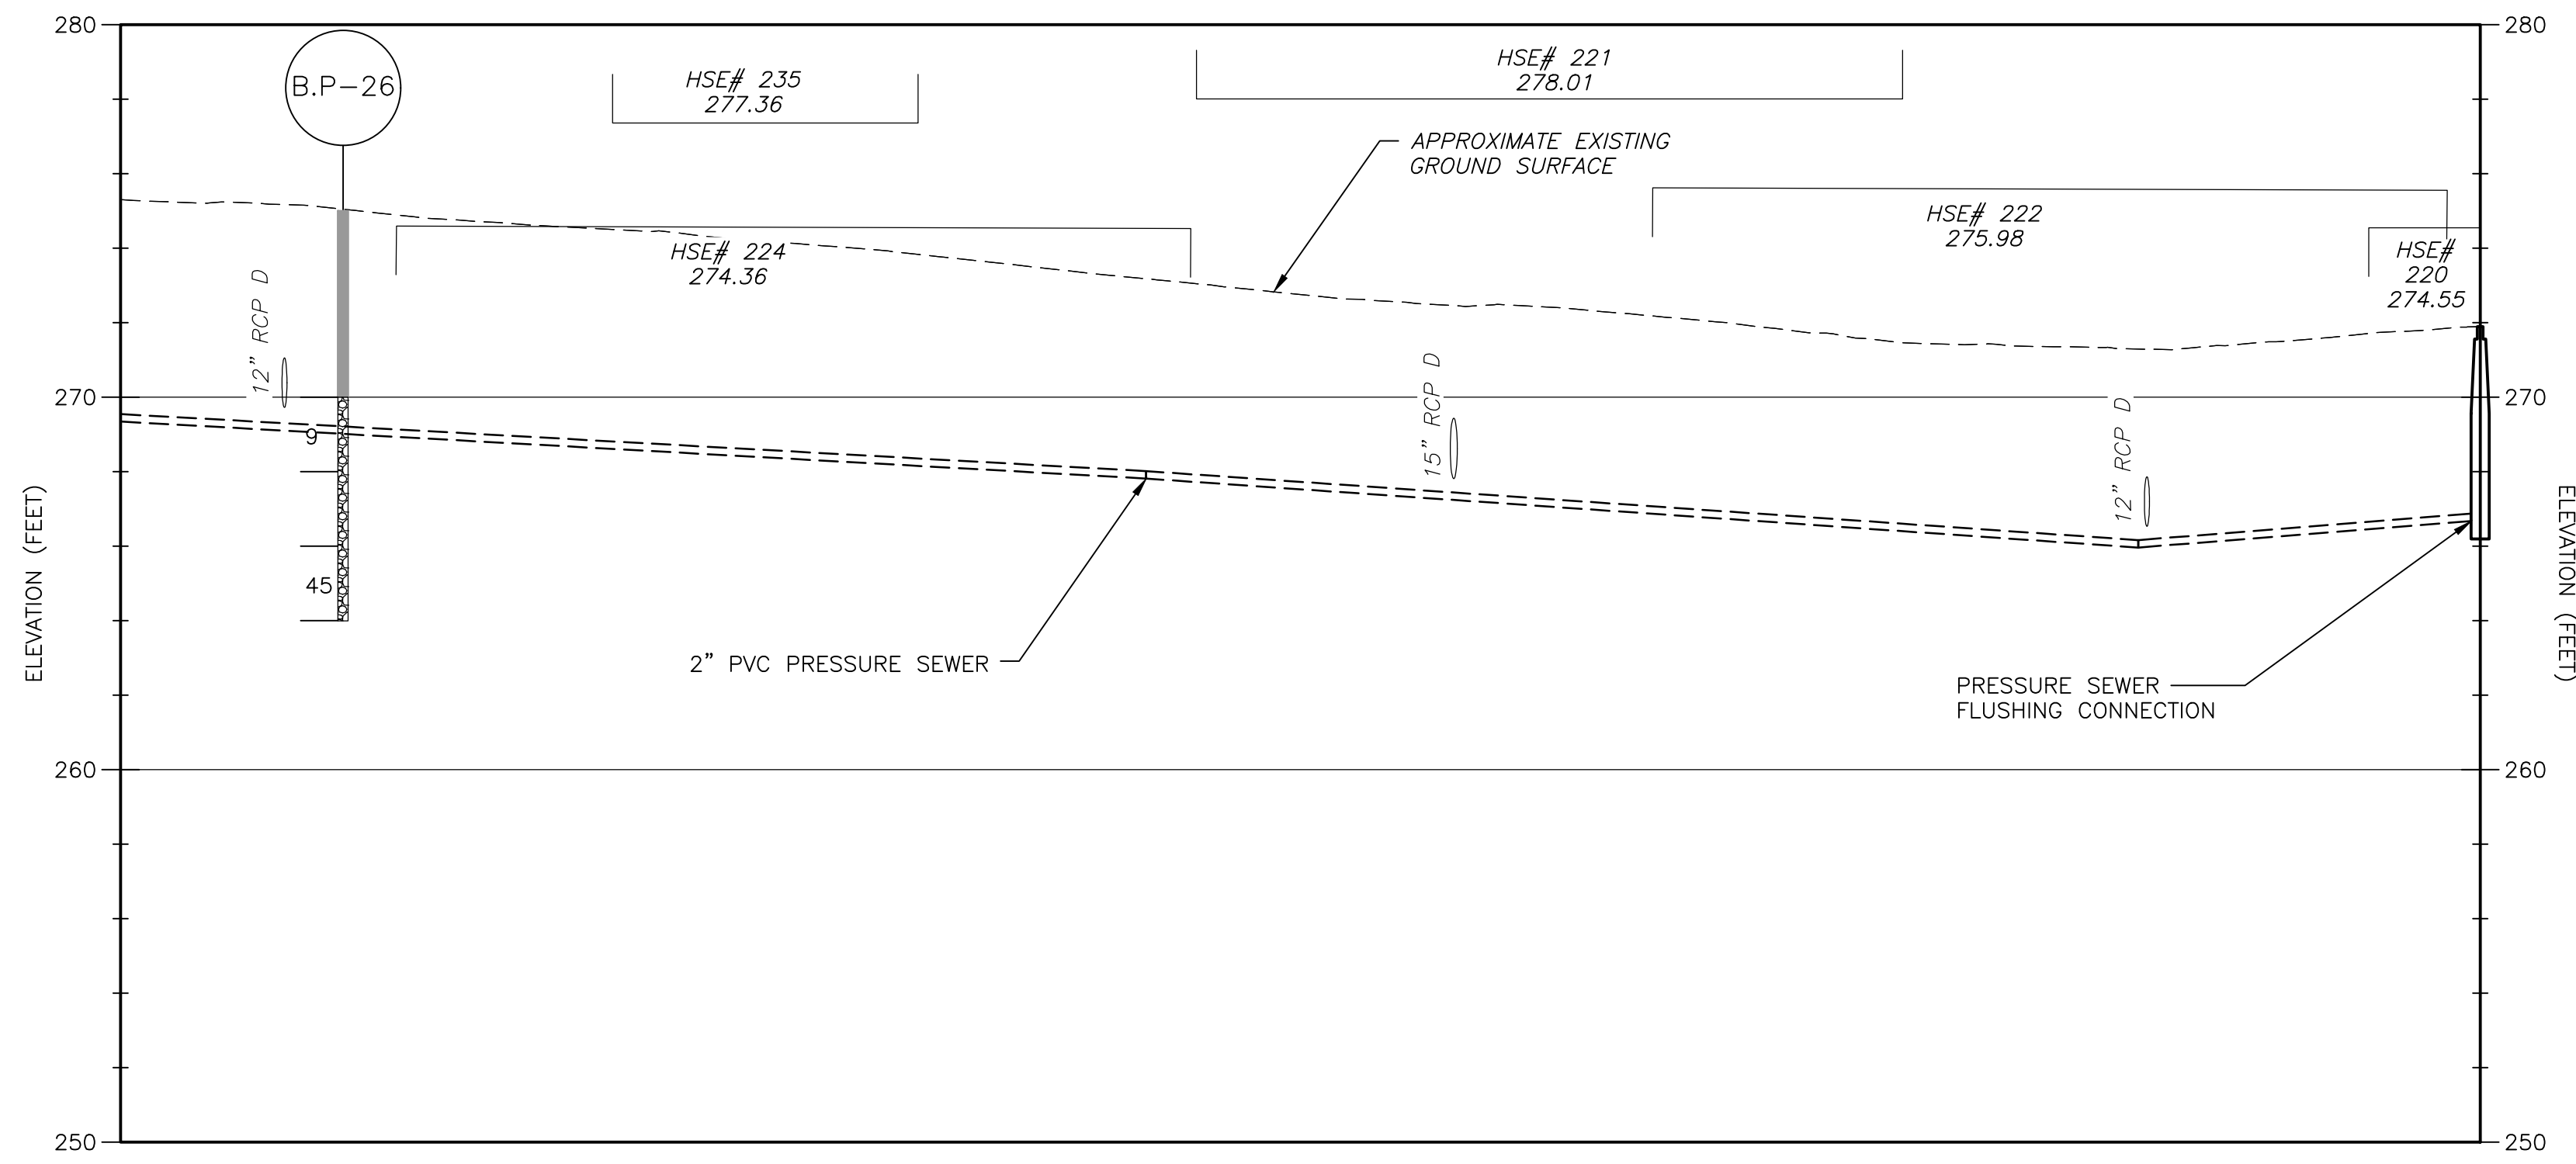 280
280
B.P-26
HSE# 235
277.36
HSE# 221
278.01
APPROXIMATE EXISTING
GROUND SURFACE
HSE# 222
275.98
HSE# 224
274.36
HSE#
220
274.55
12" RCP D
15" RCP D
12" RCP D
270
270
9
45
ELEVATION (FEET)
ELEVATION (FEET)
2" PVC PRESSURE SEWER
PRESSURE SEWER
FLUSHING CONNECTION
260
260
250
250